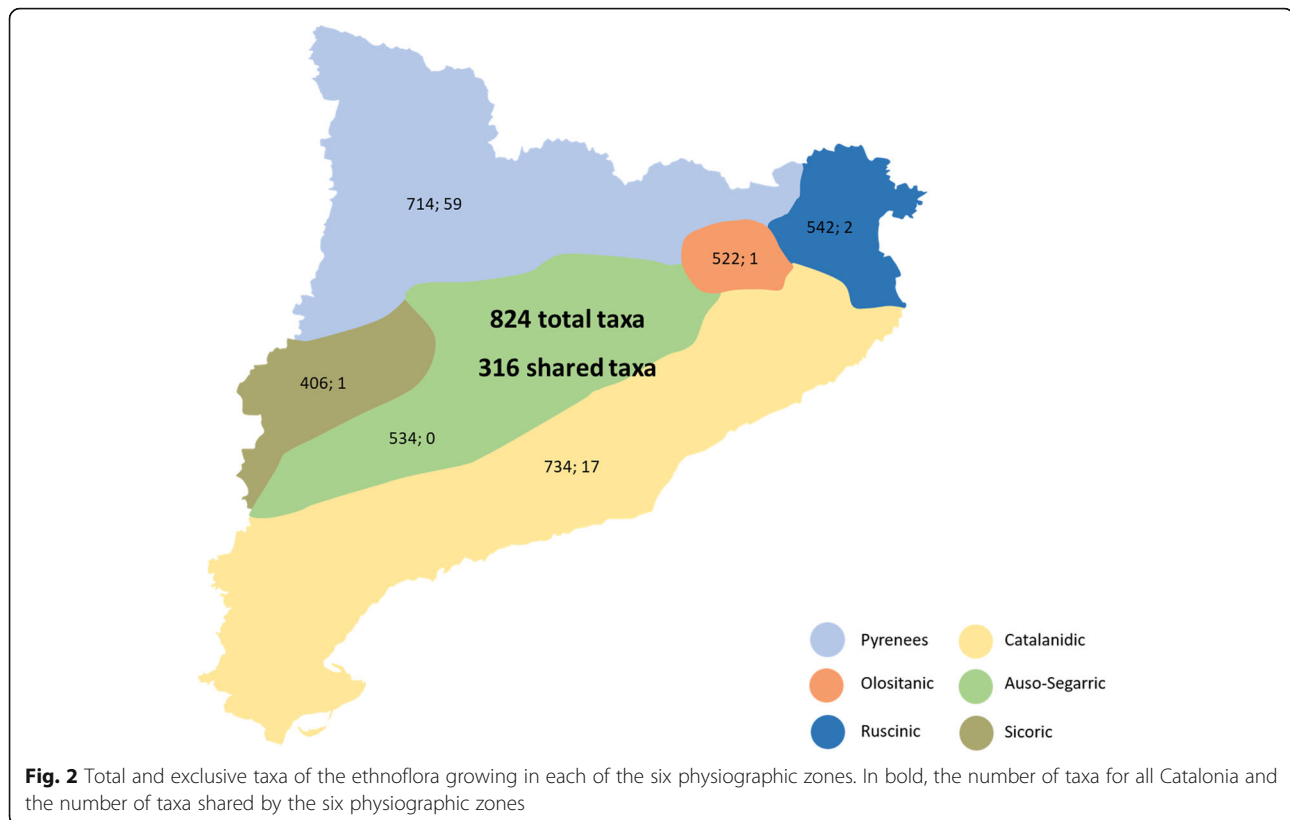 714; 59
542; 2
522; 1
824 total taxa
316 shared taxa
406; 1
534; 0
734; 17
Pyrenees
Catalanidic
Olositanic
Auso-Segarric
Ruscinic
Sicoric
Fig. 2 Total and exclusive taxa of the ethnoflora growing in each of the six physiographic zones. In bold, the number of taxa for all Catalonia and
the number of taxa shared by the six physiographic zones